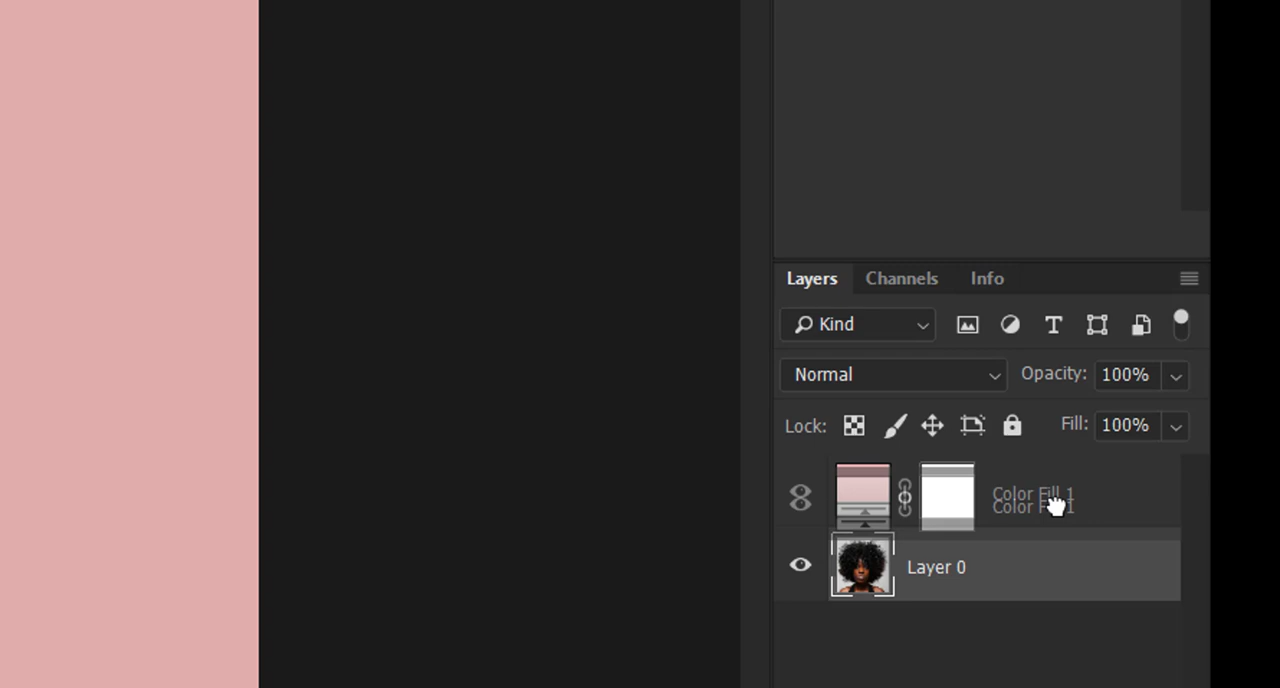 Layers Channels Info
Kind
Normal Opacity: 100%
Lock: Fill: 100%
Color Fill 1
Color Fill 1
Layer 0